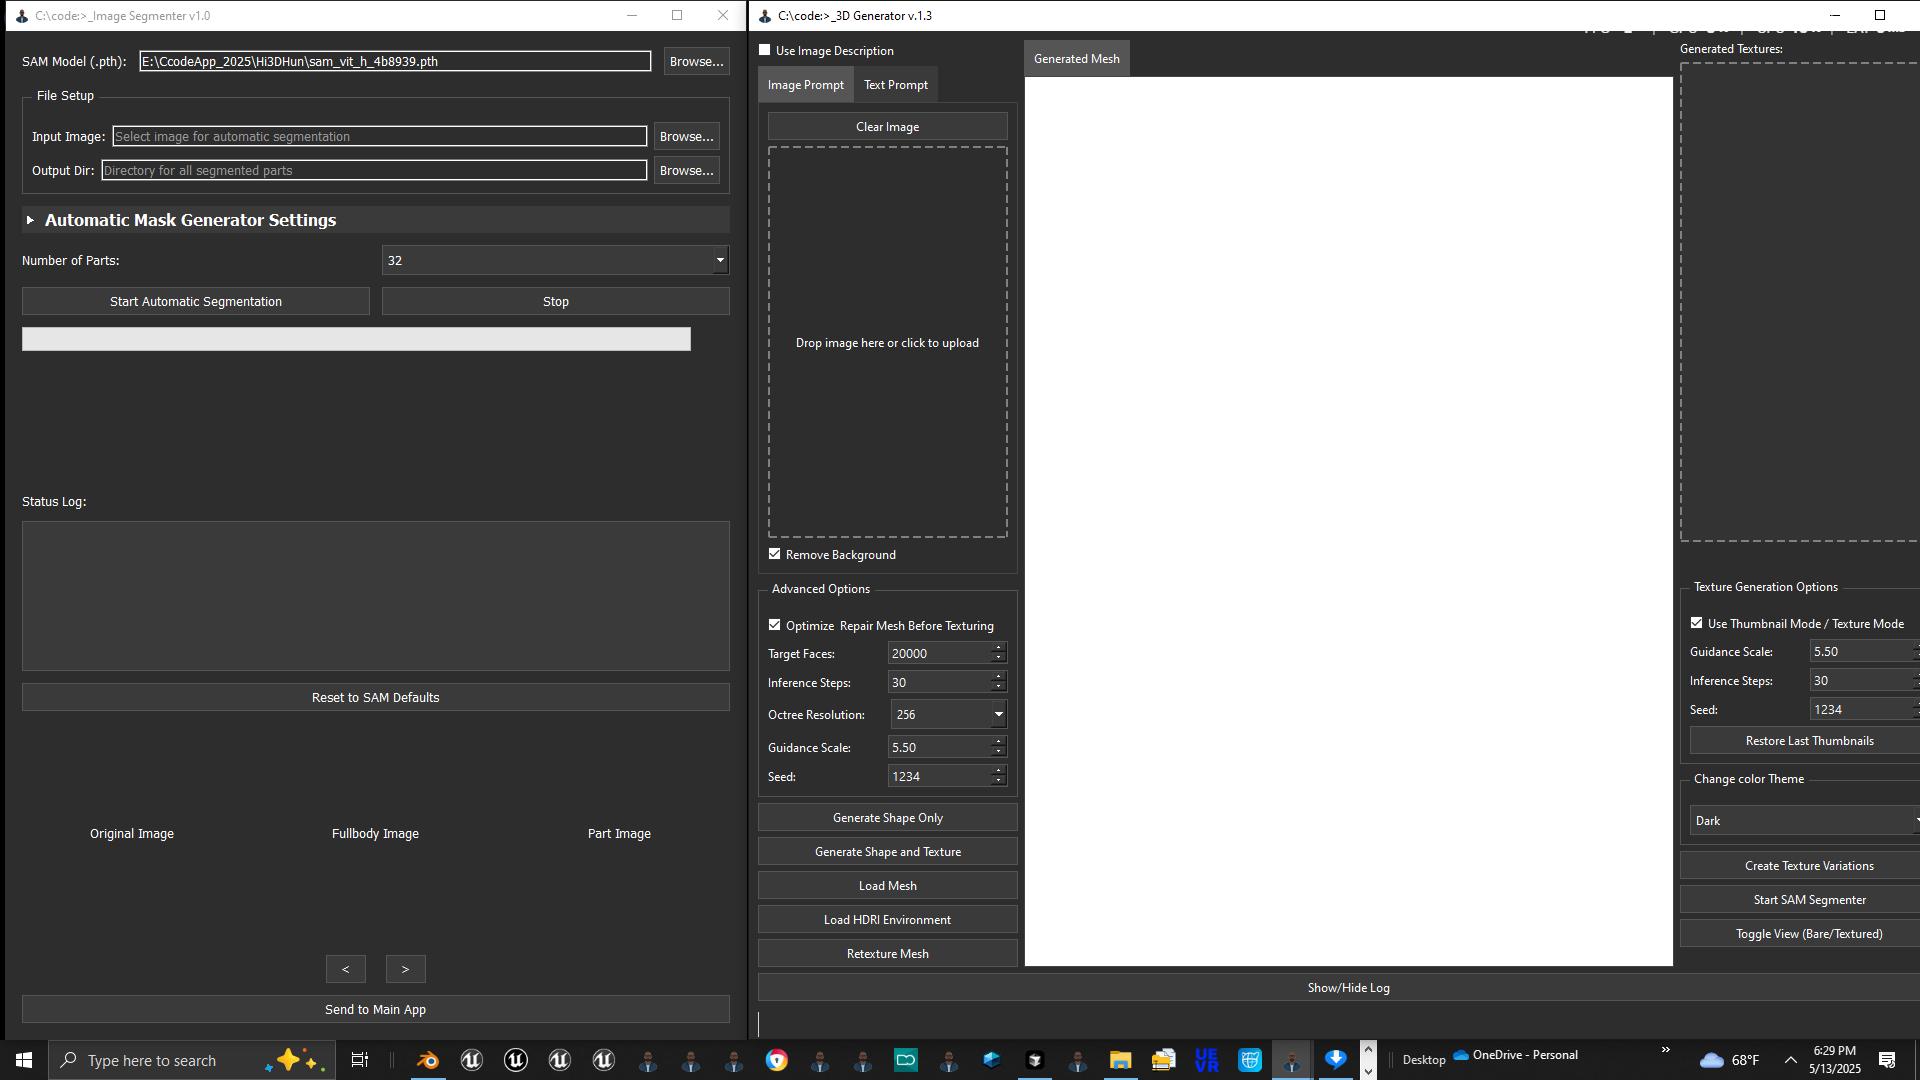 C:\code:>_Image Segmenter v1.0
SAM Model (.pth):
E:\CcodeApp_2025\Hi3DHun\sam_vit_h_4b8939.pth
Browse...
File Setup
Input Image:
Select image for automatic segmentation
Browse...
Output Dir:
Directory for all segmented parts
Browse...
Automatic Mask Generator Settings
Number of Parts:
32
Start Automatic Segmentation
Stop
Status Log:
Reset to SAM Defaults
Original Image
Fullbody Image
Part Image
<
>
Send to Main App
C:\code:>_3D Generator v.1.3
Use Image Description
Image Prompt
Text Prompt
Clear Image
Drop image here or click to upload
Remove Background
Advanced Options
Optimize Repair Mesh Before Texturing
Target Faces:
20000
Inference Steps:
30
Octree Resolution:
256
Guidance Scale:
5.50
Seed:
1234
Generate Shape Only
Generate Shape and Texture
Load Mesh
Load HDRI Environment
Retexture Mesh
Generated Mesh
Generated Textures:
Texture Generation Options
Use Thumbnail Mode / Texture Mode
Guidance Scale:
5.50
Inference Steps:
30
Seed:
1234
Restore Last Thumbnails
Change color Theme
Dark
Create Texture Variations
Start SAM Segmenter
Toggle View (Bare/Textured)
Show/Hide Log
Type here to search
UE
VR
Desktop
OneDrive - Personal
»
68°F
6:29 PM
5/13/2025